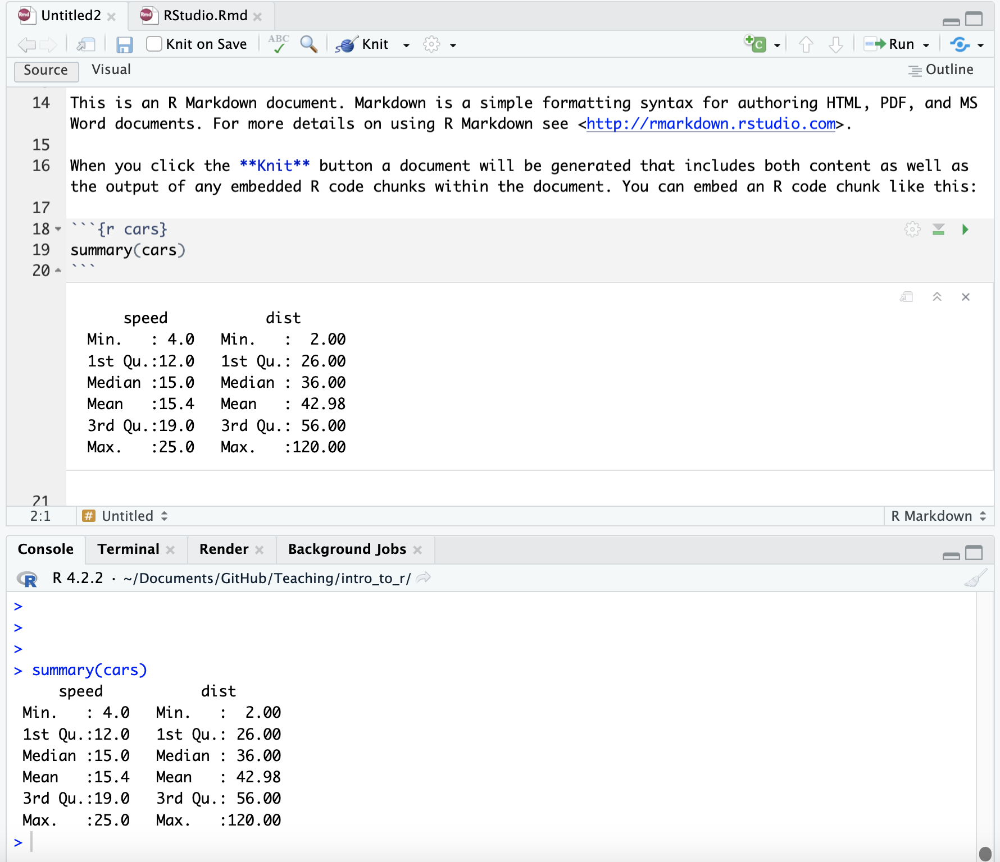 Untitled2 RStudio.Rmd
Knit on Save ABC Knit Run
Source Visual Outline
14 This is an R Markdown document. Markdown is a simple formatting syntax for authoring HTML, PDF, and MS
Word documents. For more details on using R Markdown see <http://rmarkdown.rstudio.com>.
15
16 When you click the **Knit** button a document will be generated that includes both content as well as
the output of any embedded R code chunks within the document. You can embed an R code chunk like this:
17
18 ```{r cars}
19 summary(cars)
20 ```
speed dist
Min. : 4.0 Min. : 2.00
1st Qu.:12.0 1st Qu.: 26.00
Median :15.0 Median : 36.00
Mean :15.4 Mean : 42.98
3rd Qu.:19.0 3rd Qu.: 56.00
Max. :25.0 Max. :120.00
21
2:1 # Untitled R Markdown
Console Terminal Render Background Jobs
R R 4.2.2 · ~/Documents/GitHub/Teaching/intro_to_r/
>
>
>
> summary(cars)
speed dist
Min. : 4.0 Min. : 2.00
1st Qu.:12.0 1st Qu.: 26.00
Median :15.0 Median : 36.00
Mean :15.4 Mean : 42.98
3rd Qu.:19.0 3rd Qu.: 56.00
Max. :25.0 Max. :120.00
>